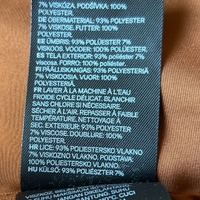 7% VISKÓZA. PODŠÍVKA: 100%
POLYESTER.
DE OBERMATERIAL: 93% POLYESTER
7% VISKOSE. FUTTER: 100%
POLYESTER.
EE ÜMBRIS: 93% POLÜESTER 7%
VISKOOS. VOODER: 100% POLÜESTER.
ES TELA EXTERIOR: 93% poliéster 7%
viscosa. FORRO: 100% poliéster.
FI PÄÄLLISKANGAS: 93% POLYESTERIÄ
7% VISKOOSIA. VUORI: 100%
POLYESTERIÄ.
FR LAVER À LA MACHINE À L'EAU
FROIDE CYCLE DÉLICAT. BLANCHIR
SANS CHLORE SI NÉCESSAIRE.
SÉCHER À L'AIR. REPASSER À FAIBLE
TEMPÉRATURE. NETTOYAGE À SEC.
EXTÉRIEUR: 93% POLYESTER 7%
VISCOSE. DOUBLURE: 100%
POLYESTER.
HR LICE: 93% POLIESTERSKO VLAKNO
7% VISKOZNO VLAKNO. PODSTAVA:
100% POLIESTERSKO VLAKNO.
HU KÜLSŐ: 93% POLIÉSZTER 7%